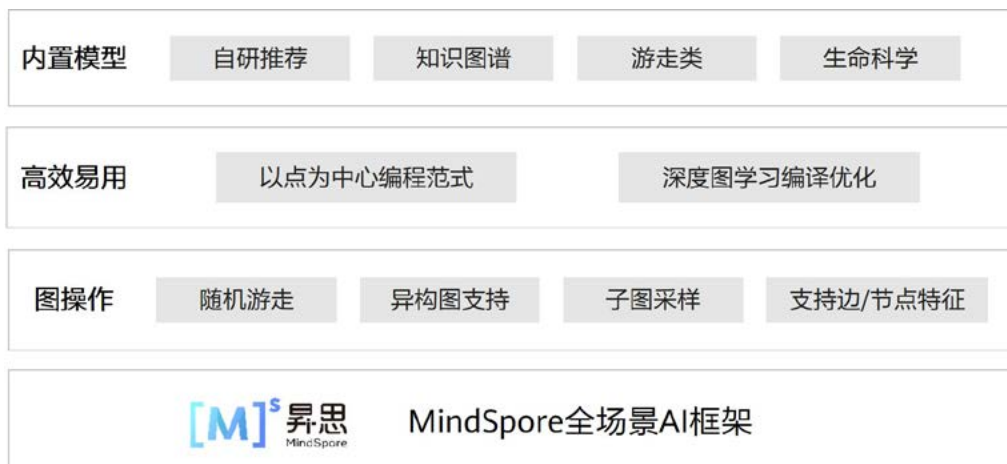 内置模型 自研推荐 知识图谱 游走类 生命科学
高效易用 以点为中心编程范式 深度图学习编译优化
图操作 随机游走 异构图支持 子图采样 支持边/节点特征
[M]s 昇思 MindSpore MindSpore全场景AI框架